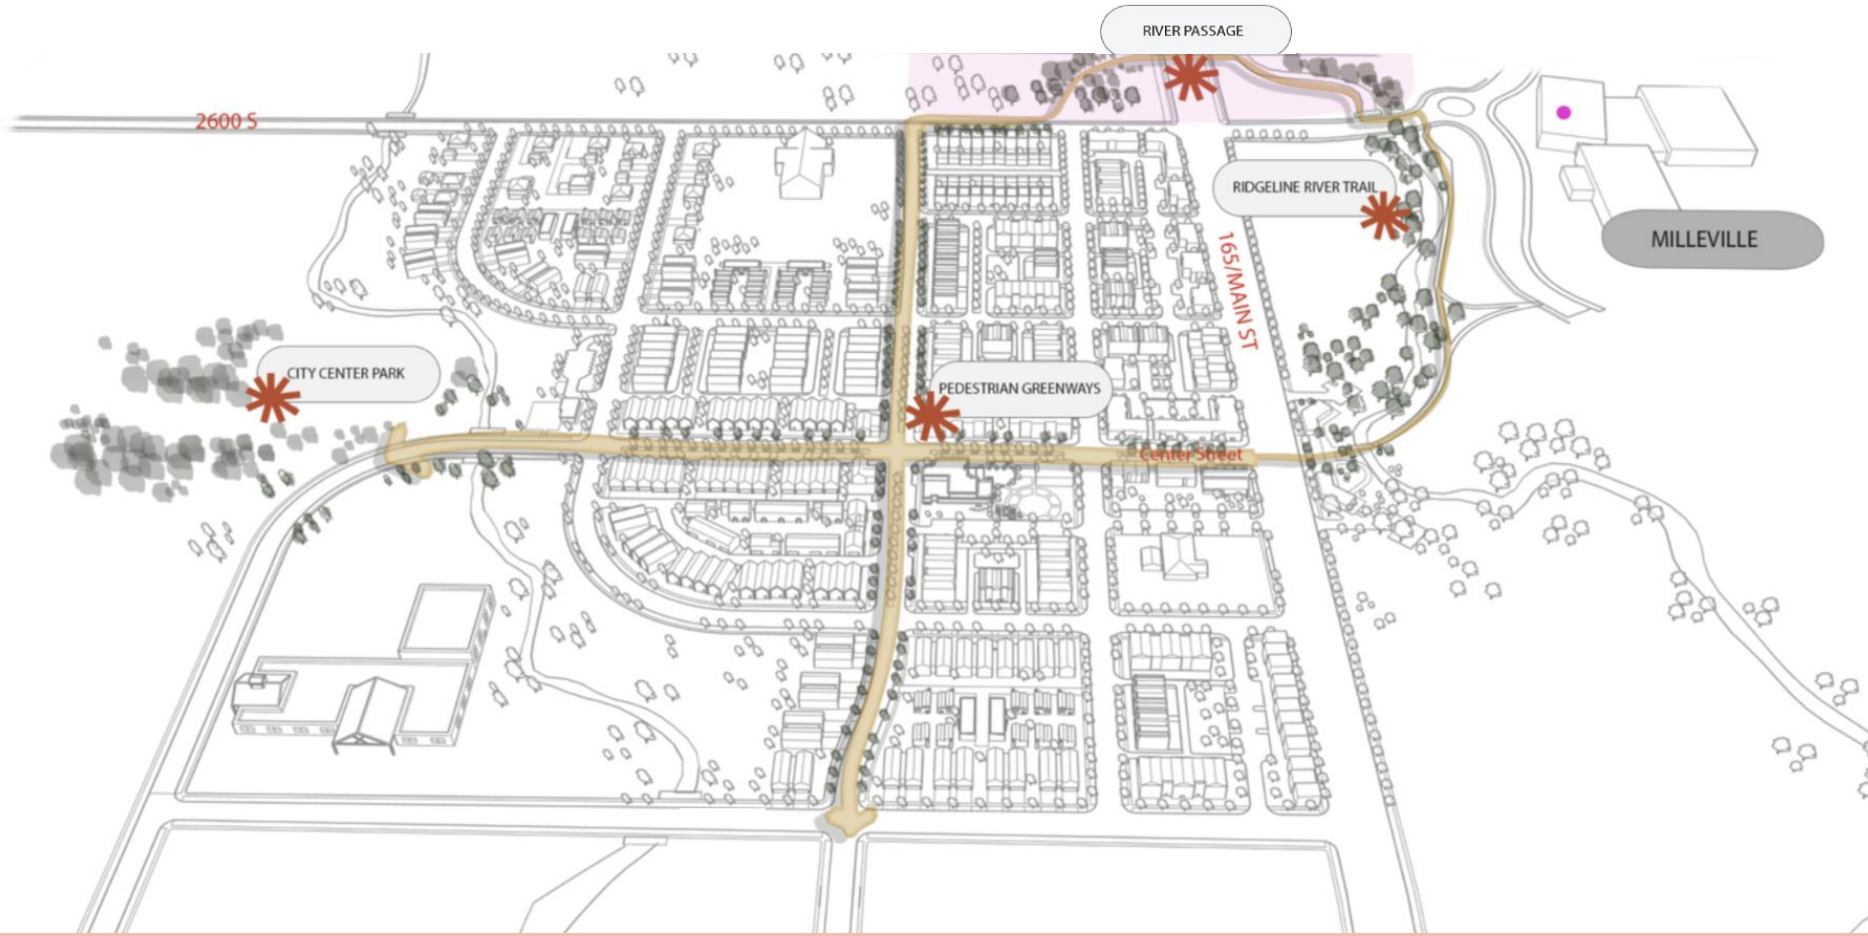 RIVER PASSAGE
2600 S
RIDGELINE RIVER TRAIL
MILLEVILLE
165/MAIN ST
CITY CENTER PARK
PEDESTRIAN GREENWAYS
Center Street